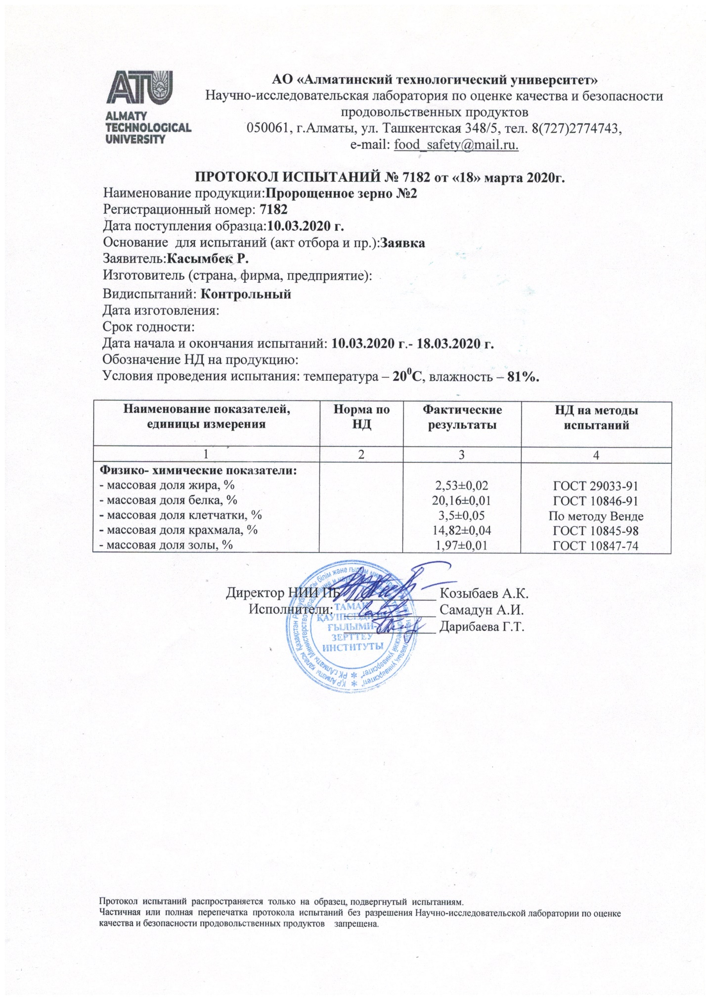 ATU
ALMATY
TECHNOLOGICAL
UNIVERSITY
АО «Алматинский технологический университет»
Научно-исследовательская лаборатория по оценке качества и безопасности
продовольственных продуктов
050061, г.Алматы, ул. Ташкентская 348/5, тел. 8(727)2774743,
e-mail: food_safety@mail.ru.
ПРОТОКОЛ ИСПЫТАНИЙ № 7182 от «18» марта 2020г.
Наименование продукции:Пророщенное зерно №2
Регистрационный номер: 7182
Дата поступления образца:10.03.2020 г.
Основание для испытаний (акт отбора и пр.):Заявка
Заявитель:Касымбек Р.
Изготовитель (страна, фирма, предприятие):
Видиспытаний: Контрольный
Дата изготовления:
Срок годности:
Дата начала и окончания испытаний: 10.03.2020 г.- 18.03.2020 г.
Обозначение НД на продукцию:
Условия проведения испытания: температура – 20⁰С, влажность – 81%.
Наименование показателей, Норма по Фактические НД на методы
единицы измерения НД результаты испытаний
1 2 3 4
Физико- химические показатели:
- массовая доля жира, % 2,53±0,02 ГОСТ 29033-91
- массовая доля белка, % 20,16±0,01 ГОСТ 10846-91
- массовая доля клетчатки, % 3,5±0,05 По методу Венде
- массовая доля крахмала, % 14,82±0,04 ГОСТ 10845-98
- массовая доля золы, % 1,97±0,01 ГОСТ 10847-74
Директор НИИ ПБ Козыбаев А.К.
Исполнители: Самадун А.И.
Дарибаева Г.Т.
ТАМАҚ
ҒЫЛЫМИ-
ЗЕРТТЕУ
ИНСТИТУТЫ
Протокол испытаний распространяется только на образец, подвергнутый испытаниям.
Частичная или полная перепечатка протокола испытаний без разрешения Научно-исследовательской лаборатории по оценке
качества и безопасности продовольственных продуктов запрещена.